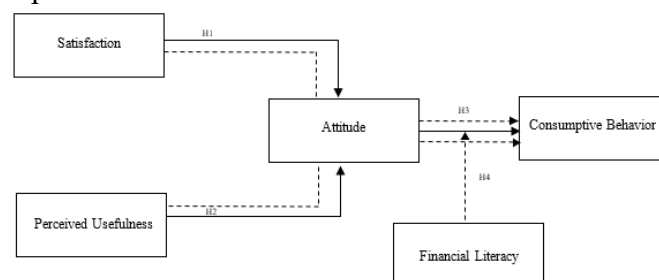 Satisfaction
H1
Attitude
H3
Consumptive Behavior
H4
Perceived Usefulness
H2
Financial Literacy